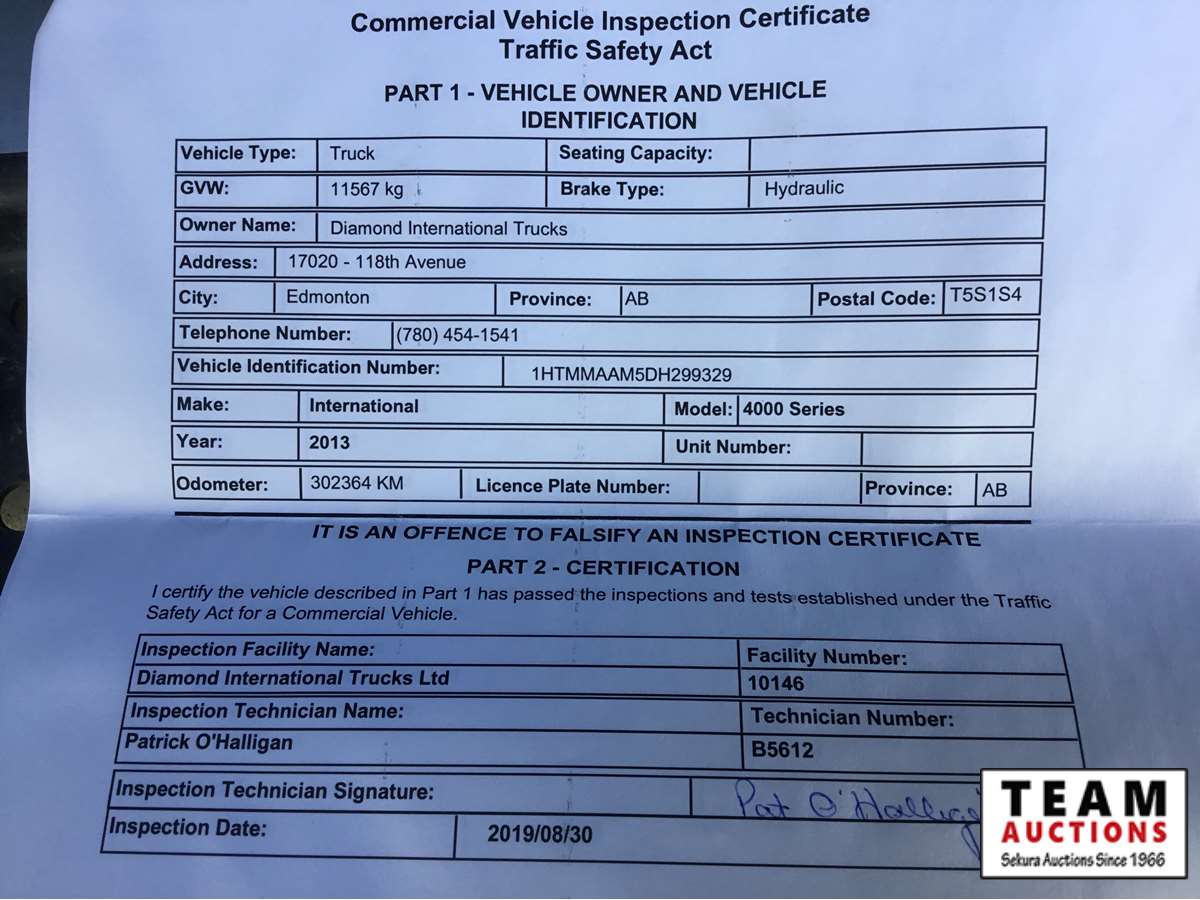 Commercial Vehicle Inspection Certificate
Traffic Safety Act
PART 1 - VEHICLE OWNER AND VEHICLE
IDENTIFICATION
Vehicle Type: Truck Seating Capacity:
GVW: 11567 kg Brake Type: Hydraulic
Owner Name: Diamond International Trucks
Address: 17020 - 118th Avenue
City: Edmonton Province: AB Postal Code: T5S1S4
Telephone Number: (780) 454-1541
Vehicle Identification Number: 1HTMMAAM5DH299329
Make: International Model: 4000 Series
Year: 2013 Unit Number:
Odometer: 302364 KM Licence Plate Number: Province: AB
IT IS AN OFFENCE TO FALSIFY AN INSPECTION CERTIFICATE
PART 2 - CERTIFICATION
I certify the vehicle described in Part 1 has passed the inspections and tests established under the Traffic
Safety Act for a Commercial Vehicle.
Inspection Facility Name: Facility Number:
Diamond International Trucks Ltd 10146
Inspection Technician Name: Technician Number:
Patrick O'Halligan B5612
Inspection Technician Signature: Pat O'Halligan
Inspection Date: 2019/08/30
TEAM
AUCTIONS
Sekura Auctions Since 1966